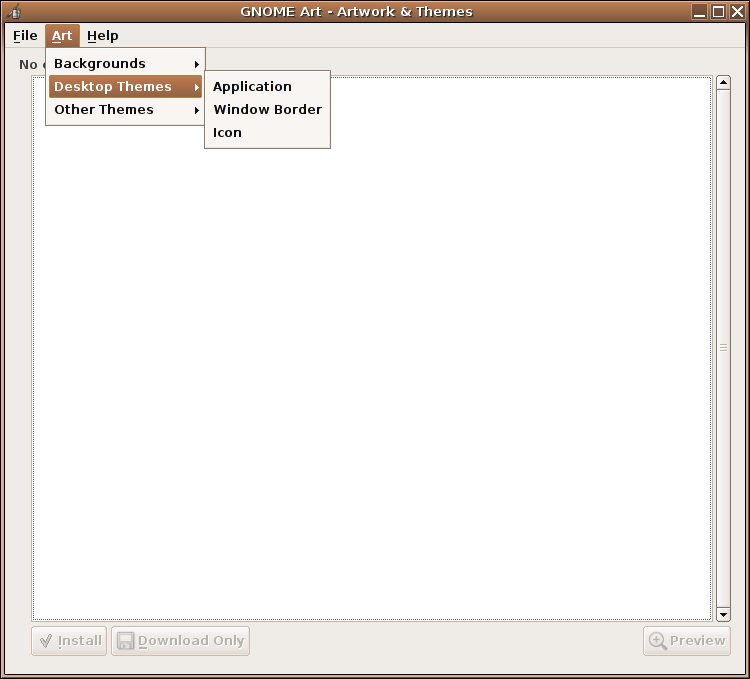 GNOME Art - Artwork & Themes
File Art Help
No
Backgrounds
Desktop Themes
Other Themes
Application
Window Border
Icon
Install Download Only Preview